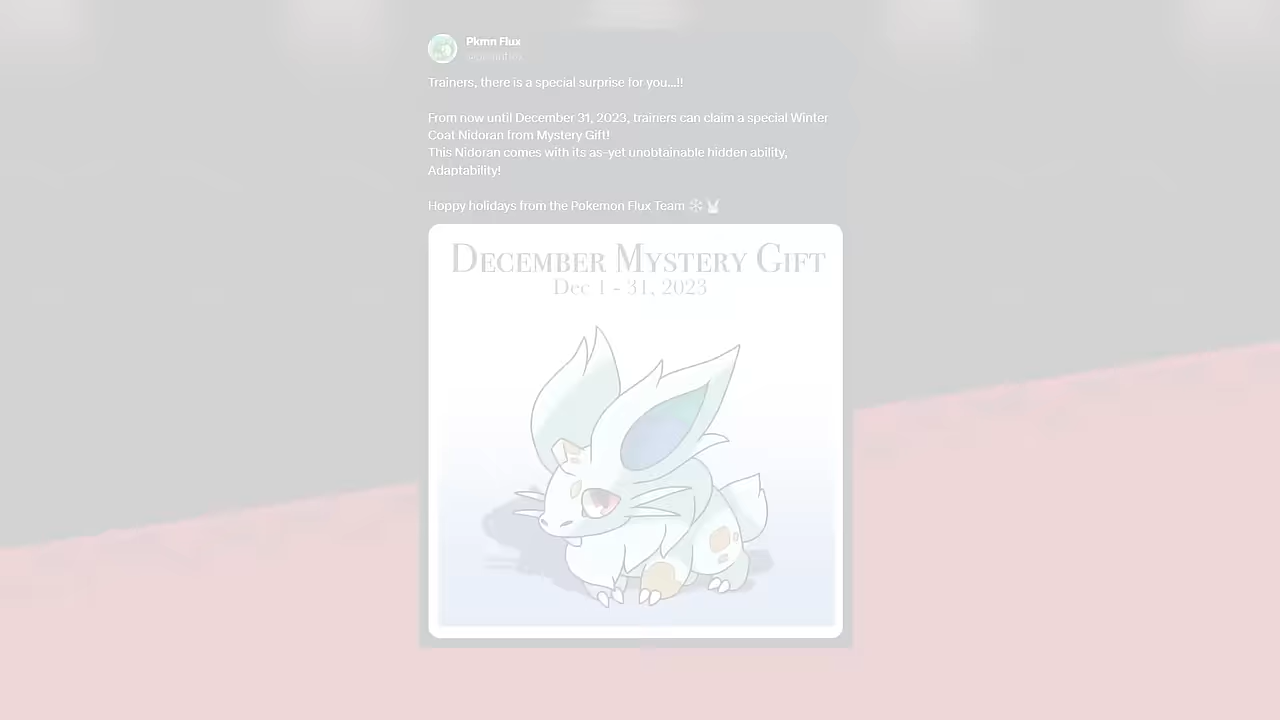 Pkmn Flux
Trainers, there is a special surprise for you...!!
From now until December 31, 2023, trainers can claim a special Winter
Coat Nidoran from Mystery Gift!
This Nidoran comes with its as-yet unobtainable hidden ability,
Adaptability!
Hoppy holidays from the Pokemon Flux Team ❄️🐰
December Mystery Gift
Dec 1 - 31, 2023